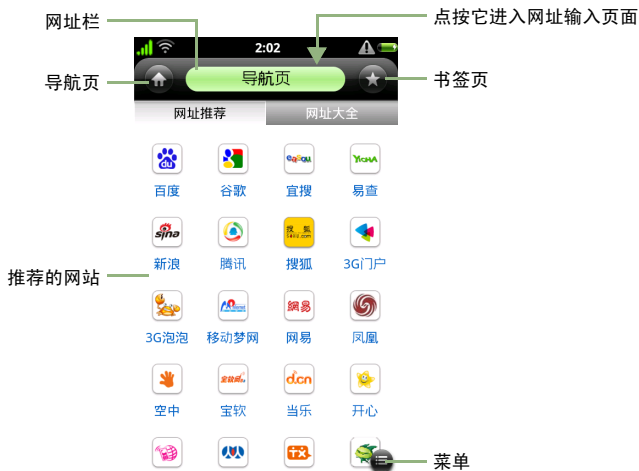 网址栏
点按它进入网址输入页面
2:02
导航页
导航页
书签页
网址推荐
网址大全
百度
谷歌
宜搜
易查
新浪
腾讯
搜狐
3G门户
推荐的网站
3G泡泡
移动梦网
网易
凤凰
空中
宝软
当乐
开心
菜单